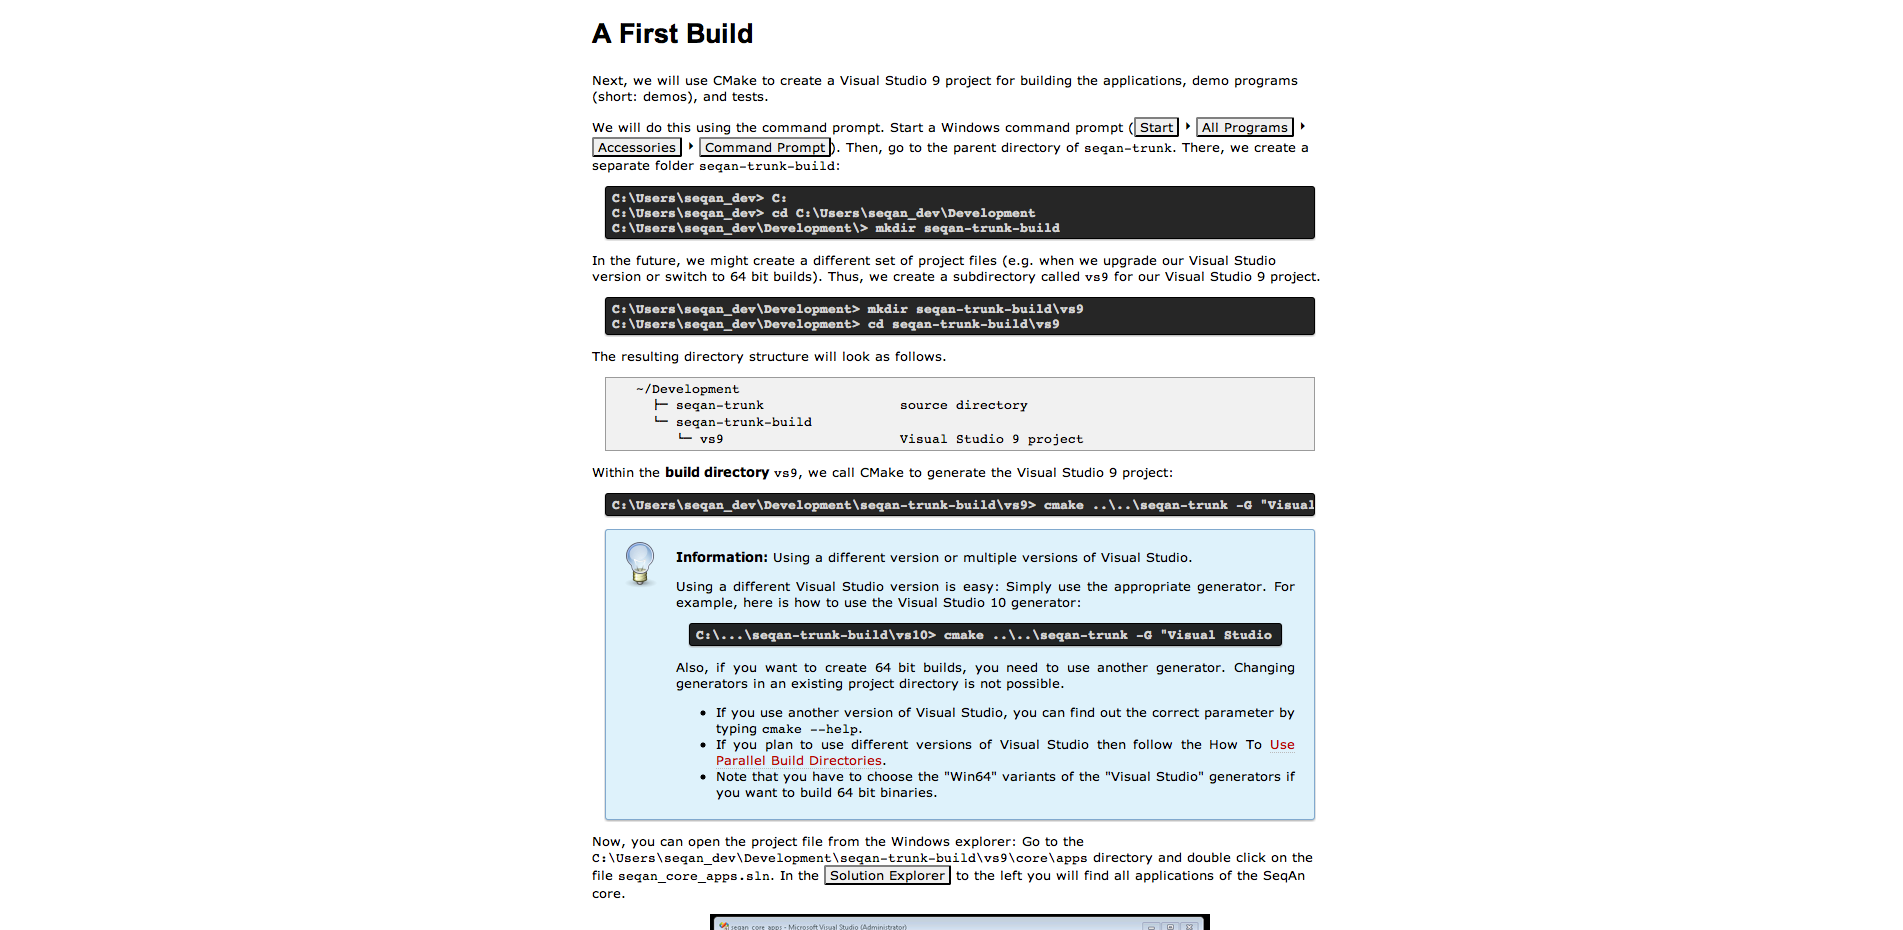 A First Build
Next, we will use CMake to create a Visual Studio 9 project for building the applications, demo programs
(short: demos), and tests.
We will do this using the command prompt. Start a Windows command prompt ( Start ‣ All Programs ‣
Accessories ‣ Command Prompt ). Then, go to the parent directory of seqan-trunk. There, we create a
separate folder seqan-trunk-build:
C:\Users\seqan_dev> C:
C:\Users\seqan_dev> cd C:\Users\seqan_dev\Development
C:\Users\seqan_dev\Development\> mkdir seqan-trunk-build
In the future, we might create a different set of project files (e.g. when we upgrade our Visual Studio
version or switch to 64 bit builds). Thus, we create a subdirectory called vs9 for our Visual Studio 9 project.
C:\Users\seqan_dev\Development> mkdir seqan-trunk-build\vs9
C:\Users\seqan_dev\Development> cd seqan-trunk-build\vs9
The resulting directory structure will look as follows.
~/Development
├─ seqan-trunk source directory
└─ seqan-trunk-build
└─ vs9 Visual Studio 9 project
Within the build directory vs9, we call CMake to generate the Visual Studio 9 project:
C:\Users\seqan_dev\Development\seqan-trunk-build\vs9> cmake ..\..\seqan-trunk -G "Visual
Information: Using a different version or multiple versions of Visual Studio.
Using a different Visual Studio version is easy: Simply use the appropriate generator. For
example, here is how to use the Visual Studio 10 generator:
C:\...\seqan-trunk-build\vs10> cmake ..\..\seqan-trunk -G "Visual Studio
Also, if you want to create 64 bit builds, you need to use another generator. Changing
generators in an existing project directory is not possible.
• If you use another version of Visual Studio, you can find out the correct parameter by
typing cmake --help.
• If you plan to use different versions of Visual Studio then follow the How To Use
Parallel Build Directories.
• Note that you have to choose the "Win64" variants of the "Visual Studio" generators if
you want to build 64 bit binaries.
Now, you can open the project file from the Windows explorer: Go to the
C:\Users\seqan_dev\Development\seqan-trunk-build\vs9\core\apps directory and double click on the
file seqan_core_apps.sln. In the Solution Explorer to the left you will find all applications of the SeqAn
core.
seqan_core_apps - Microsoft Visual Studio (Administrator)